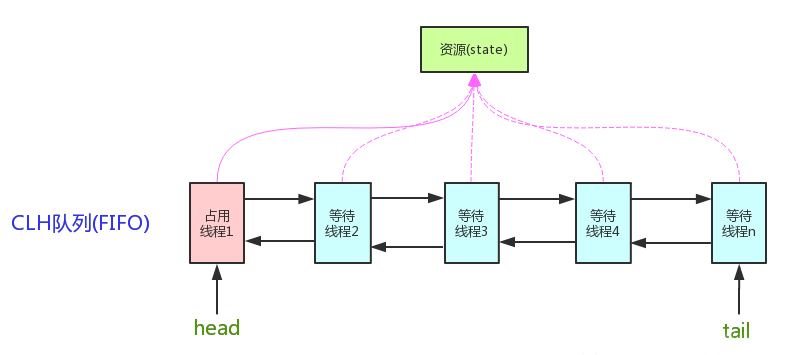 资源(state)
CLH队列(FIFO)
占用
线程1
等待
线程2
等待
线程3
等待
线程4
等待
线程n
head
tail